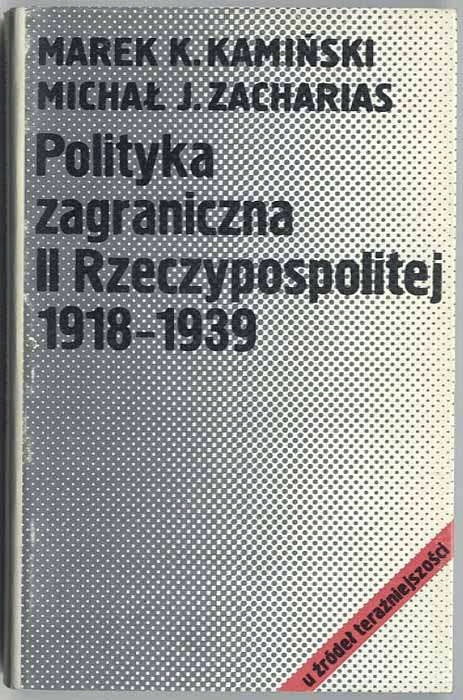 MAREK K. KAMIŃSKI
MICHAŁ J. ZACHARIAS
Polityka
zagraniczna
II Rzeczypospolitej
1918-1939
u źródeł teraźniejszości